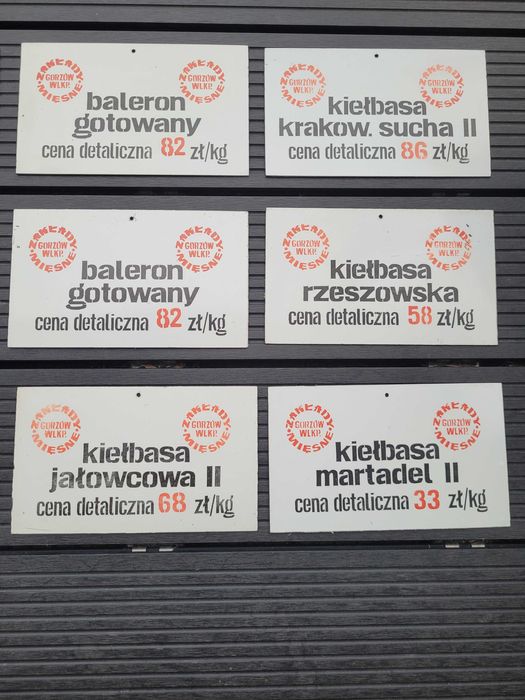 ZAKŁADY MIĘSNE GORZÓW WLKP. ZAKŁADY MIĘSNE GORZÓW WLKP.
baleron
gotowany
cena detaliczna 82 zł/kg
ZAKŁADY MIĘSNE GORZÓW WLKP. ZAKŁADY MIĘSNE GORZÓW WLKP.
kiełbasa
krakow. sucha II
cena detaliczna 86 zł/kg
ZAKŁADY MIĘSNE GORZÓW WLKP. ZAKŁADY MIĘSNE GORZÓW WLKP.
baleron
gotowany
cena detaliczna 82 zł/kg
ZAKŁADY MIĘSNE GORZÓW WLKP. ZAKŁADY MIĘSNE GORZÓW WLKP.
kiełbasa
rzeszowska
cena detaliczna 58 zł/kg
ZAKŁADY MIĘSNE GORZÓW WLKP. ZAKŁADY MIĘSNE GORZÓW WLKP.
kiełbasa
jałowcowa II
cena detaliczna 68 zł/kg
ZAKŁADY MIĘSNE GORZÓW WLKP. ZAKŁADY MIĘSNE GORZÓW WLKP.
kiełbasa
martadel II
cena detaliczna 33 zł/kg